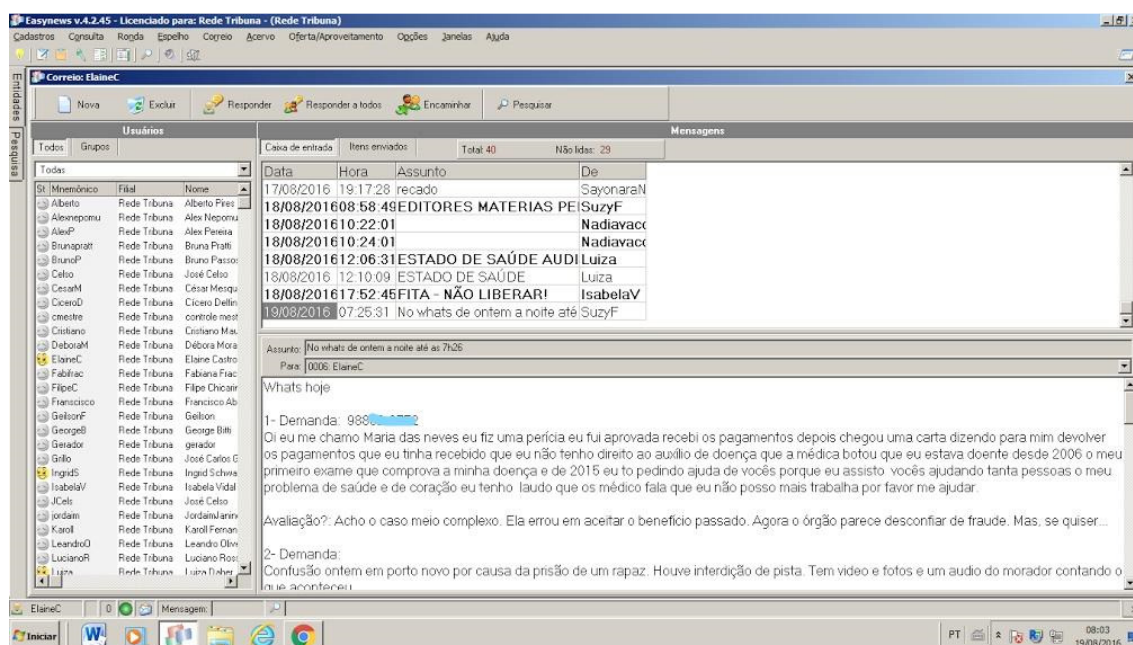 Easynews v.4.2.45 - Licenciado para: Rede Tribuna - (Rede Tribuna)
Cadastros Consulta Ronda Espelho Correio Acervo Oferta/Aproveitamento Opções Janelas Ajuda
Entidades
Pesquisa
Correio: ElaineC
Nova Excluir Responder Responder a todos Encaminhar Pesquisar
Usuários
Todos Grupos
Todas
St Mnemônico Filial Nome
Alberto Rede Tribuna Alberto Pires
Alexnepomu Rede Tribuna Alex Nepomu
AlexP Rede Tribuna Alex Pereira
Brunapratt Rede Tribuna Bruna Pratti
BrunoP Rede Tribuna Bruno Passos
Celso Rede Tribuna José Celso
CesarM Rede Tribuna César Mesqu
CiceroD Rede Tribuna Cícero Dellin
cmestre Rede Tribuna controle mest
Cristiano Rede Tribuna Cristiano Mau
DeboraM Rede Tribuna Débora Mora
ElaineC Rede Tribuna Elaine Castro
Fabifrac Rede Tribuna Fabiana Frac
FilipeC Rede Tribuna Filipe Chicarin
Franscisco Rede Tribuna Francisco Ab
GeilsonF Rede Tribuna Geilson
GeorgeB Rede Tribuna George Bitti
Gerador Rede Tribuna gerador
Grillo Rede Tribuna José Carlos G
IngridS Rede Tribuna Ingrid Schwa
IsabelaV Rede Tribuna Isabela Vidal
JCels Rede Tribuna José Celso
jordaim Rede Tribuna JordaimJanin
Karoll Rede Tribuna Karoll Fernan
LeandroO Rede Tribuna Leandro Olive
LucianoR Rede Tribuna Luciano Ross
Luiza Rede Tribuna Luiza Daher
Mensagens
Caixa de entrada Itens enviados Total: 40 Não lidas: 29
Data Hora Assunto De
17/08/2016 19:17:28 recado SayonaraN
18/08/2016 08:58:49 EDITORES MATERIAS PE SuzyF
18/08/2016 10:22:01 Nadiavacc
18/08/2016 10:24:01 Nadiavacc
18/08/2016 12:06:31 ESTADO DE SAÚDE AUDI Luiza
18/08/2016 12:10:09 ESTADO DE SAÚDE Luiza
18/08/2016 17:52:45 FITA - NÃO LIBERAR! IsabelaV
19/08/2016 07:25:31 No whats de ontem a noite até SuzyF
Assunto: No whats de ontem a noite até as 7h26
Para: 0006: ElaineC
Whats hoje
1- Demanda: 988
Oi eu me chamo Maria das neves eu fiz uma perícia eu fui aprovada recebi os pagamentos depois chegou uma carta dizendo para mim devolver
os pagamentos que eu tinha recebido que eu não tenho direito ao auxílio de doença que a médica botou que eu estava doente desde 2006 o meu
primeiro exame que comprova a minha doença e de 2015 eu to pedindo ajuda de vocês porque eu assisto vocês ajudando tanta pessoas o meu
problema de saúde e de coração eu tenho laudo que os médico fala que eu não posso mais trabalha por favor me ajudar.
Avaliação?: Acho o caso meio complexo. Ela errou em aceitar o benefício passado. Agora o órgão parece desconfiar de fraude. Mas, se quiser...
2- Demanda:
Confusão ontem em porto novo por causa da prisão de um rapaz. Houve interdição de pista. Tem video e fotos e um audio do morador contando o
que aconteceu
ElaineC 0 Mensagem:
Iniciar PT 08:03
19/08/2016